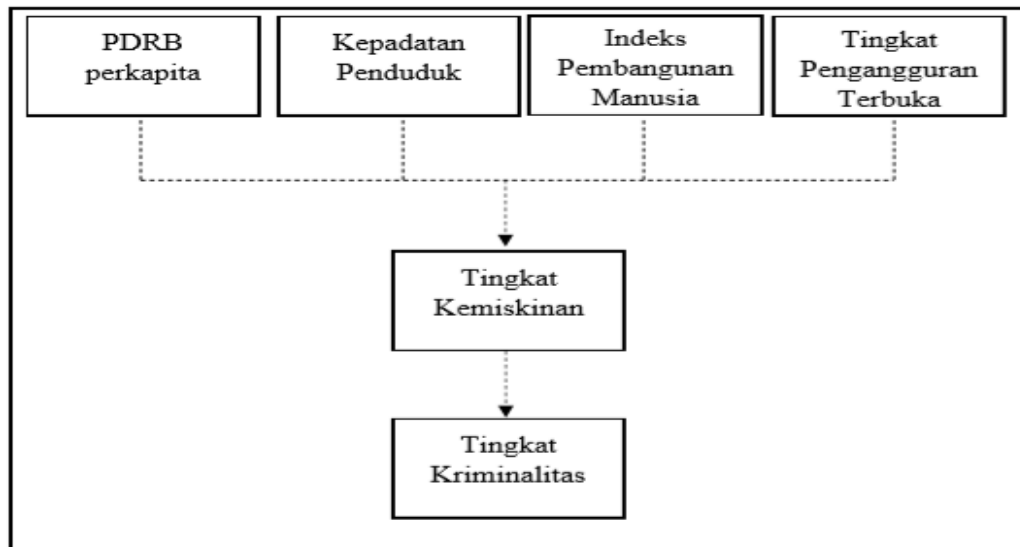 PDRB
perkapita
Kepadatan
Penduduk
Indeks
Pembangunan
Manusia
Tingkat
Pengangguran
Terbuka
Tingkat
Kemiskinan
Tingkat
Kriminalitas